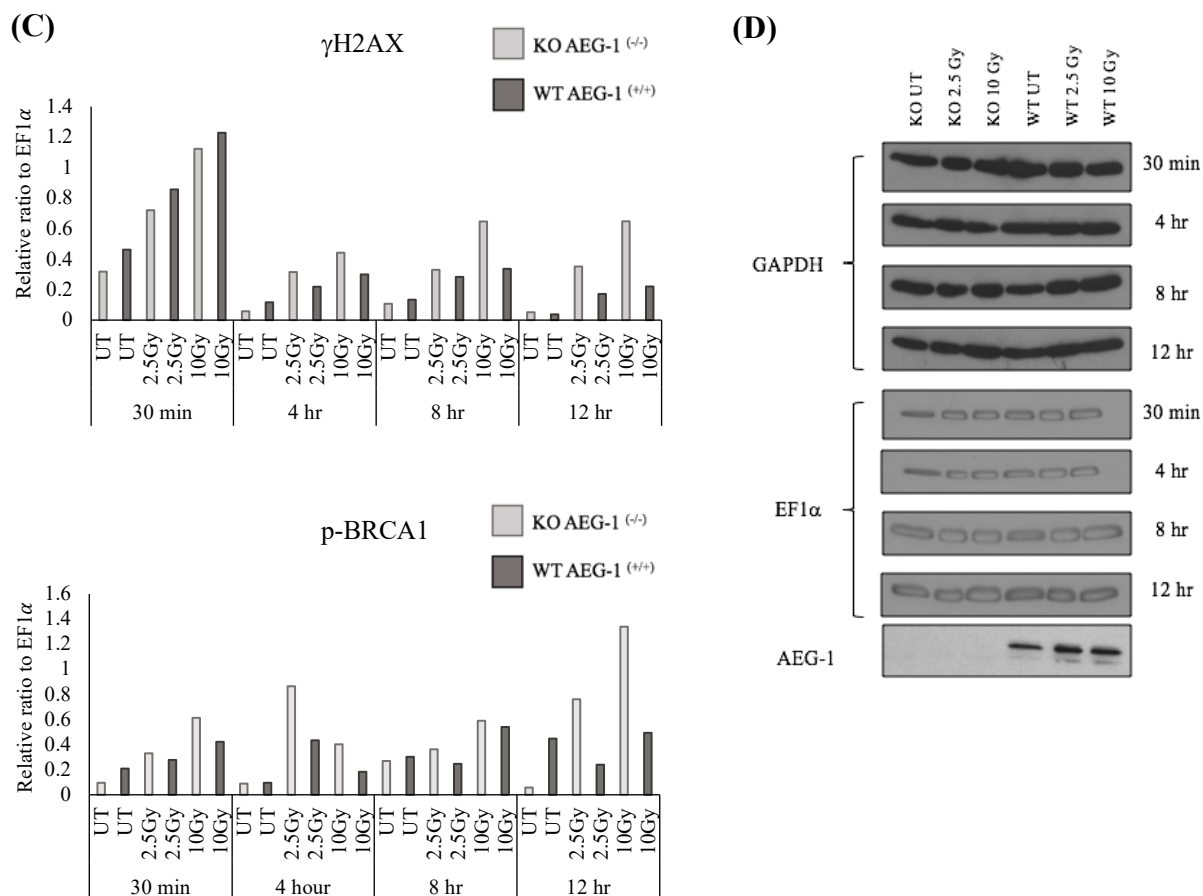 (C)
γH2AX
KO AEG-1 (-/-)
WT AEG-1 (+/+)
Relative ratio to EF1α
1.4
1.2
1
0.8
0.6
0.4
0.2
0
UT UT 2.5Gy 2.5Gy 10Gy 10Gy UT UT 2.5Gy 2.5Gy 10Gy 10Gy UT UT 2.5Gy 2.5Gy 10Gy 10Gy UT UT 2.5Gy 2.5Gy 10Gy 10Gy
30 min 4 hr 8 hr 12 hr
p-BRCA1
KO AEG-1 (-/-)
WT AEG-1 (+/+)
Relative ratio to EF1α
1.6
1.4
1.2
1
0.8
0.6
0.4
0.2
0
UT UT 2.5Gy 2.5Gy 10Gy 10Gy UT UT 2.5Gy 2.5Gy 10Gy 10Gy UT UT 2.5Gy 2.5Gy 10Gy 10Gy UT UT 2.5Gy 2.5Gy 10Gy 10Gy
30 min 4 hour 8 hr 12 hr
(D)
KO UT
KO 2.5 Gy
KO 10 Gy
WT UT
WT 2.5 Gy
WT 10 Gy
GAPDH
30 min
4 hr
8 hr
12 hr
EF1α
30 min
4 hr
8 hr
12 hr
AEG-1